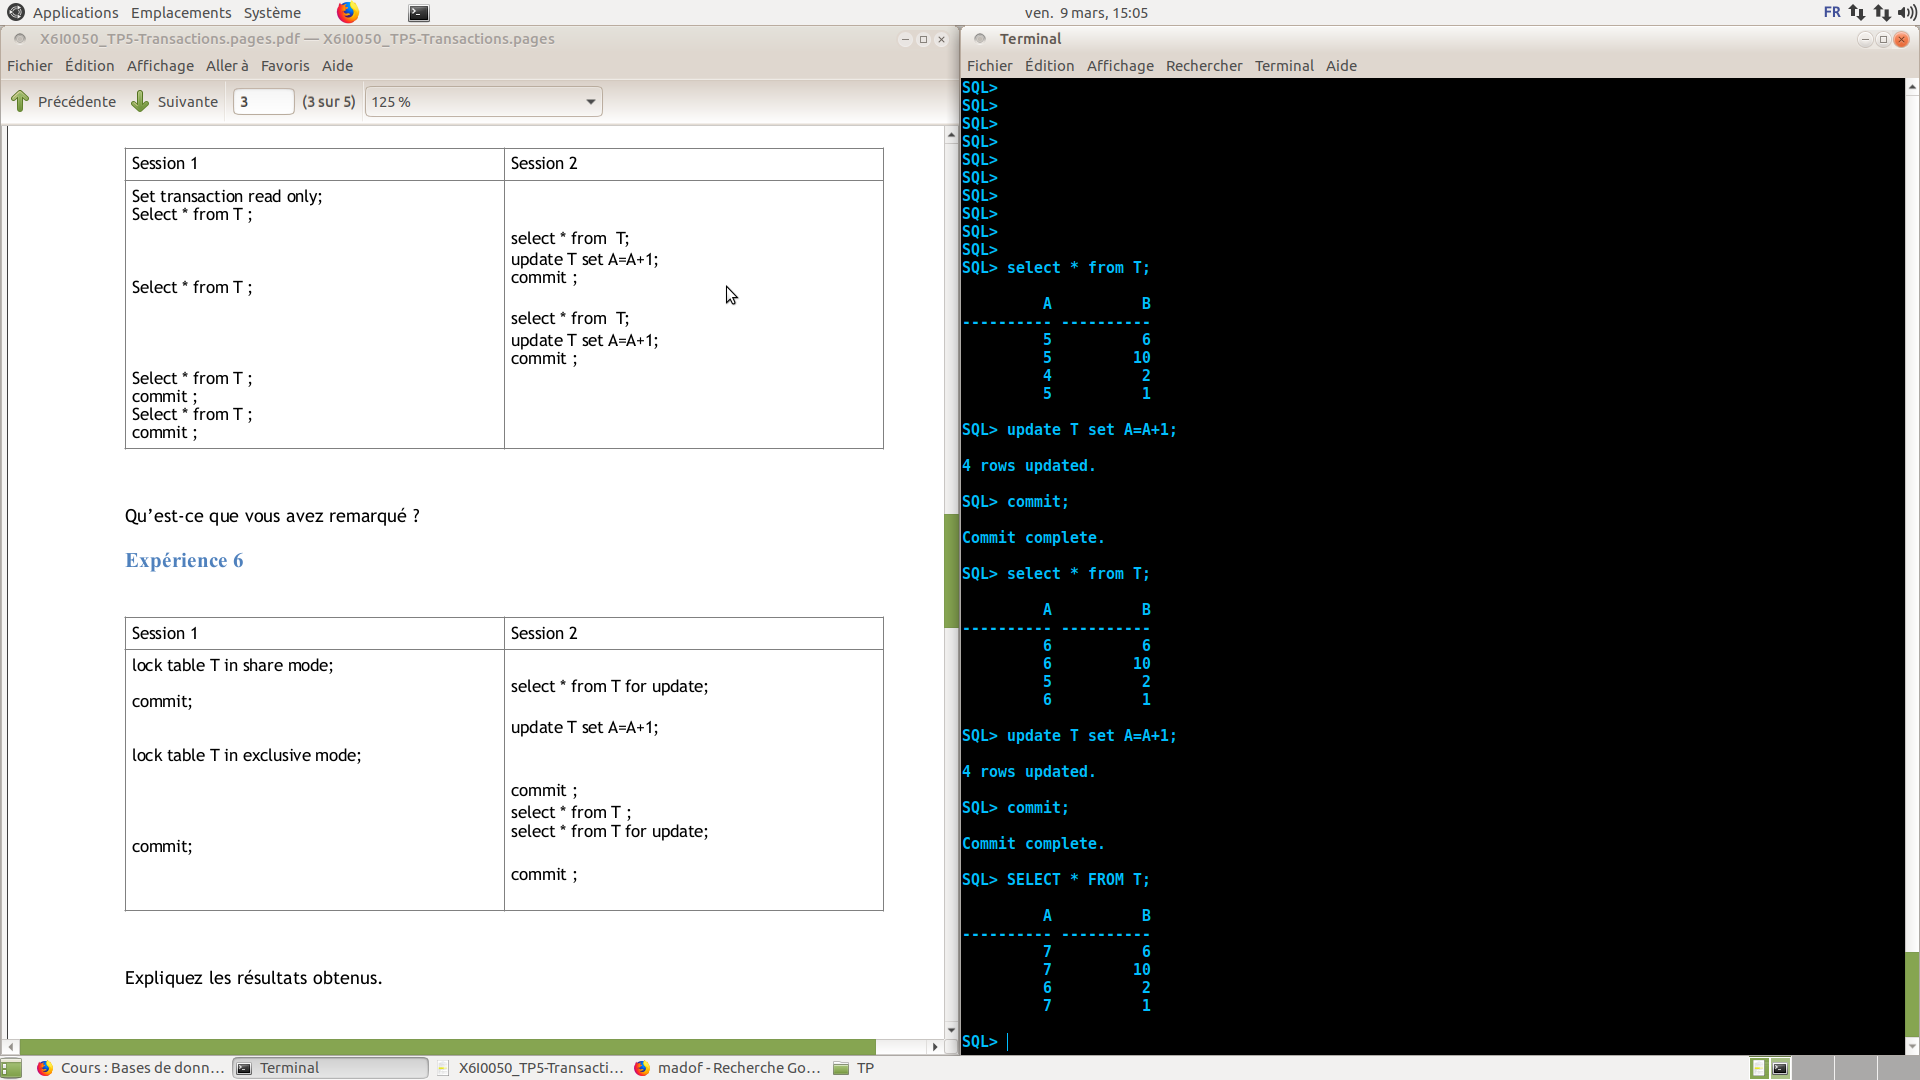 Applications Emplacements Système
ven. 9 mars, 15:05
FR
X6I0050_TP5-Transactions.pages.pdf — X6I0050_TP5-Transactions.pages
Fichier Édition Affichage Aller à Favoris Aide
Précédente Suivante 3 (3 sur 5) 125 %
Session 1 Session 2
Set transaction read only;
Select * from T ;
select * from T;
update T set A=A+1;
commit ;
Select * from T ;
select * from T;
update T set A=A+1;
commit ;
Select * from T ;
commit ;
Select * from T ;
commit ;
Qu’est-ce que vous avez remarqué ?
Expérience 6
Session 1 Session 2
lock table T in share mode;
select * from T for update;
commit;
update T set A=A+1;
lock table T in exclusive mode;
commit ;
select * from T ;
select * from T for update;
commit;
commit ;
Expliquez les résultats obtenus.
Terminal
Fichier Édition Affichage Rechercher Terminal Aide
SQL>
SQL>
SQL>
SQL>
SQL>
SQL>
SQL>
SQL>
SQL>
SQL>
SQL> select * from T;
A B
---------- ----------
5 6
5 10
4 2
5 1
SQL> update T set A=A+1;
4 rows updated.
SQL> commit;
Commit complete.
SQL> select * from T;
A B
---------- ----------
6 6
6 10
5 2
6 1
SQL> update T set A=A+1;
4 rows updated.
SQL> commit;
Commit complete.
SQL> SELECT * FROM T;
A B
---------- ----------
7 6
7 10
6 2
7 1
SQL>
Cours : Bases de donn... Terminal X6I0050_TP5-Transacti... madof - Recherche Go... TP